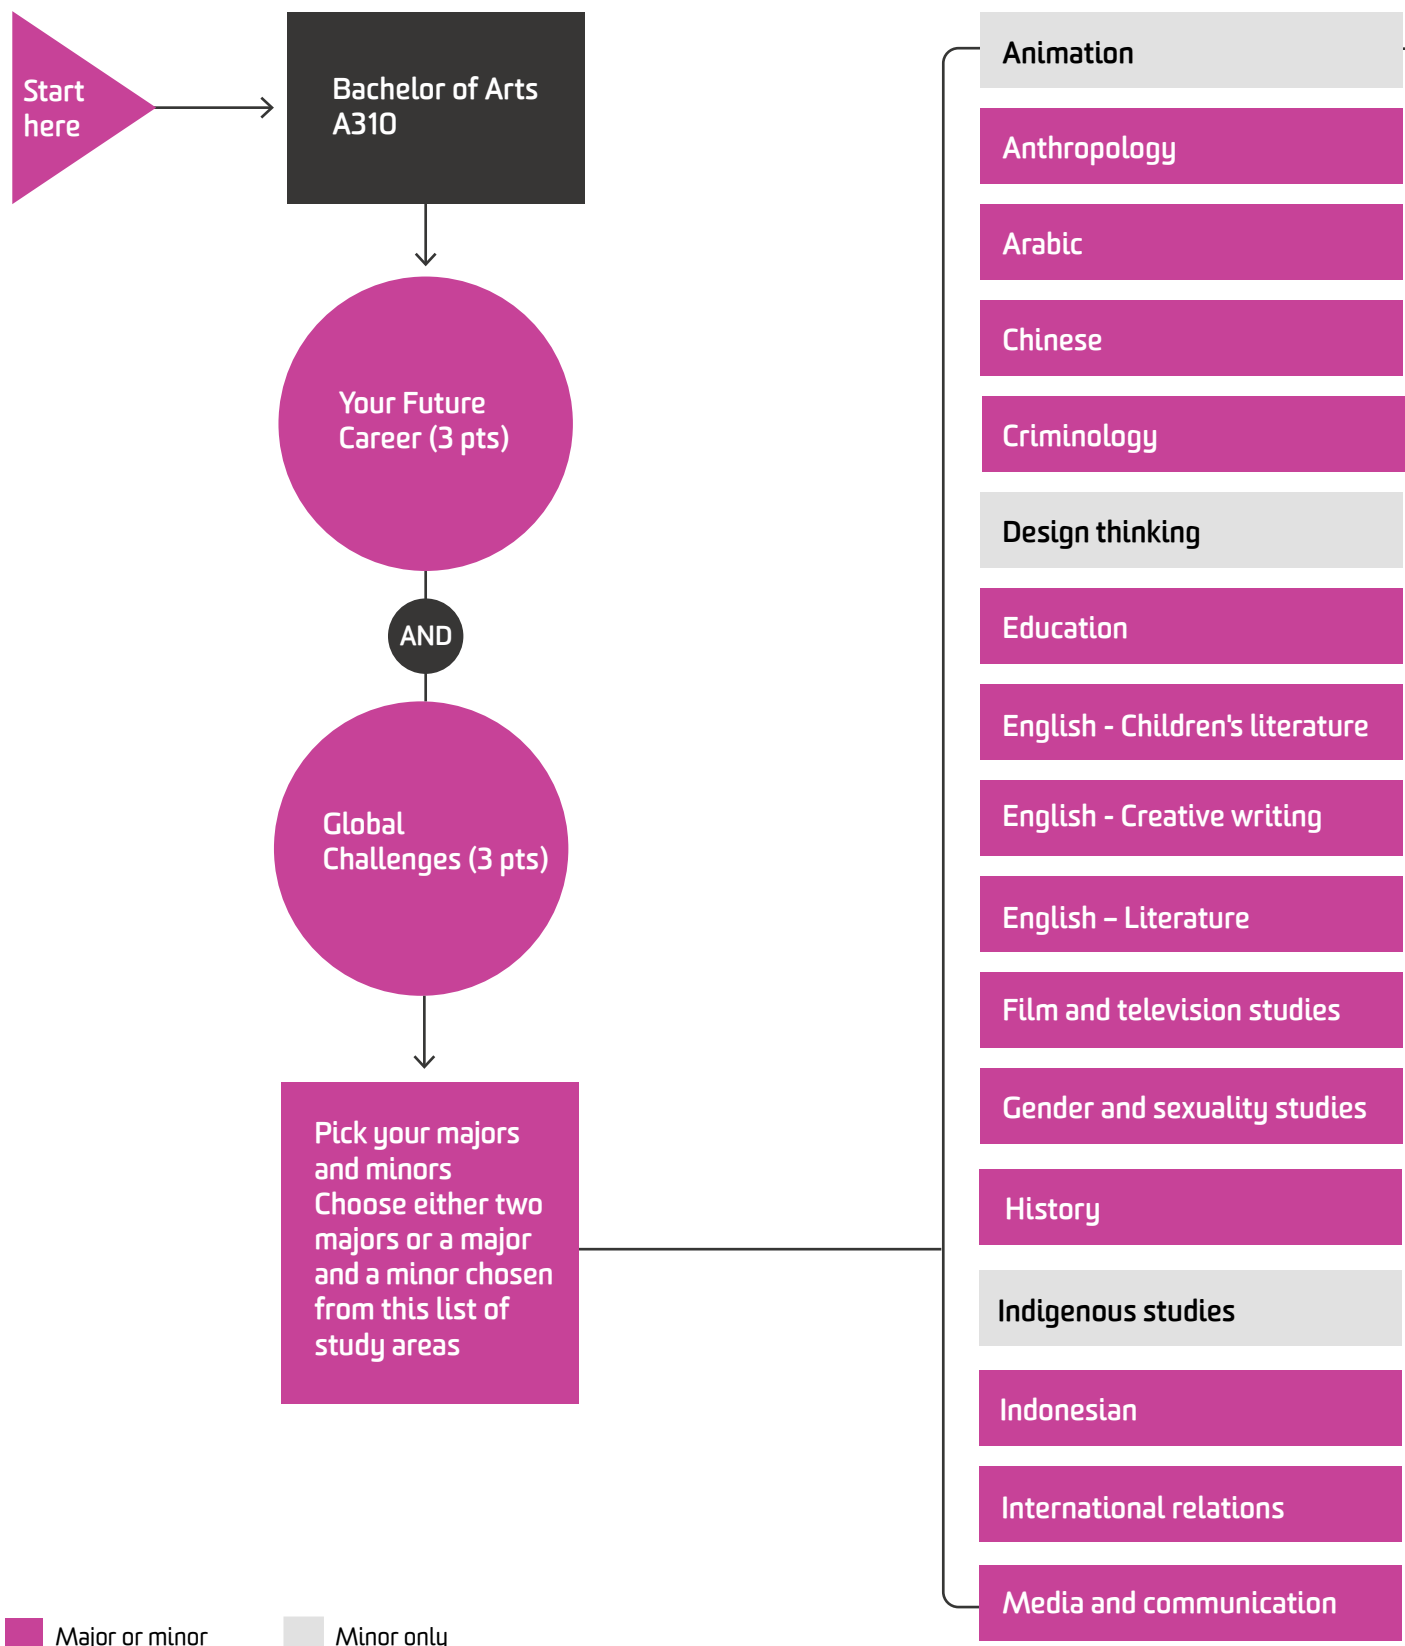 Start
here
Bachelor of Arts
A310
Your Future
Career (3 pts)
AND
Global
Challenges (3 pts)
Pick your majors
and minors
Choose either two
majors or a major
and a minor chosen
from this list of
study areas
Animation
Anthropology
Arabic
Chinese
Criminology
Design thinking
Education
English - Children's literature
English - Creative writing
English – Literature
Film and television studies
Gender and sexuality studies
History
Indigenous studies
Indonesian
International relations
Media and communication
Major or minor
Minor only